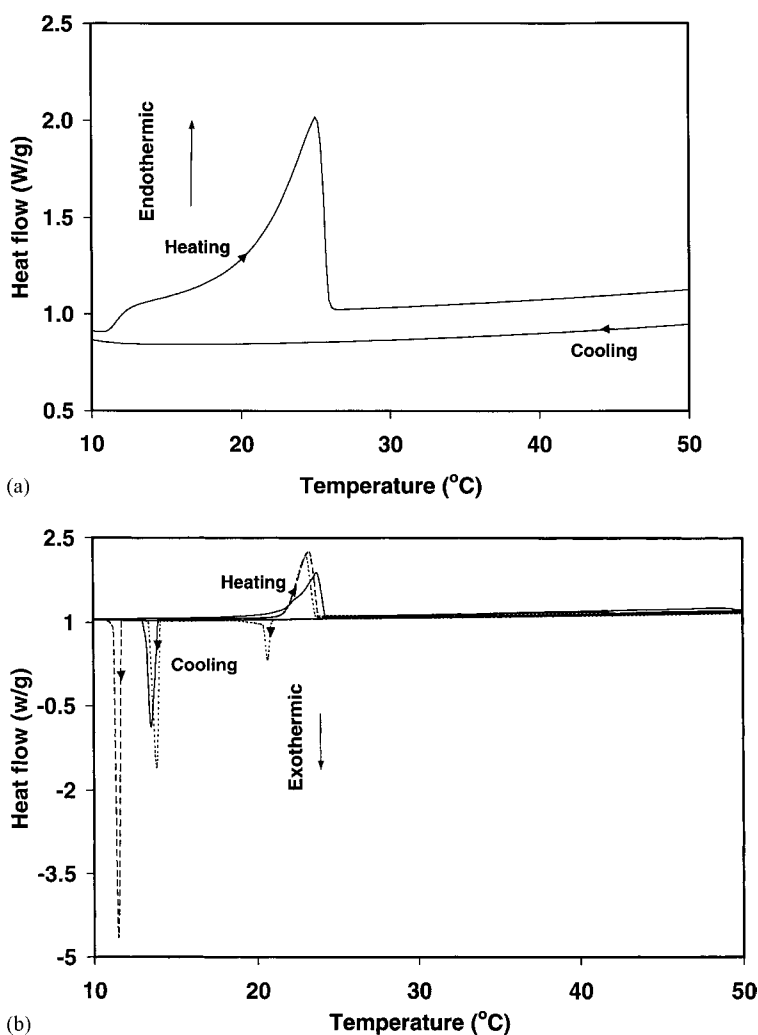 2.5
2.0
1.5
1.0
0.5
Heat flow (W/g)
Endothermic
Heating
Cooling
10 20 30 40 50
Temperature (°C)
(a)
2.5
1
-0.5
-2
-3.5
-5
Heat flow (w/g)
Heating
Cooling
Exothermic
10 20 30 40 50
Temperature (°C)
(b)